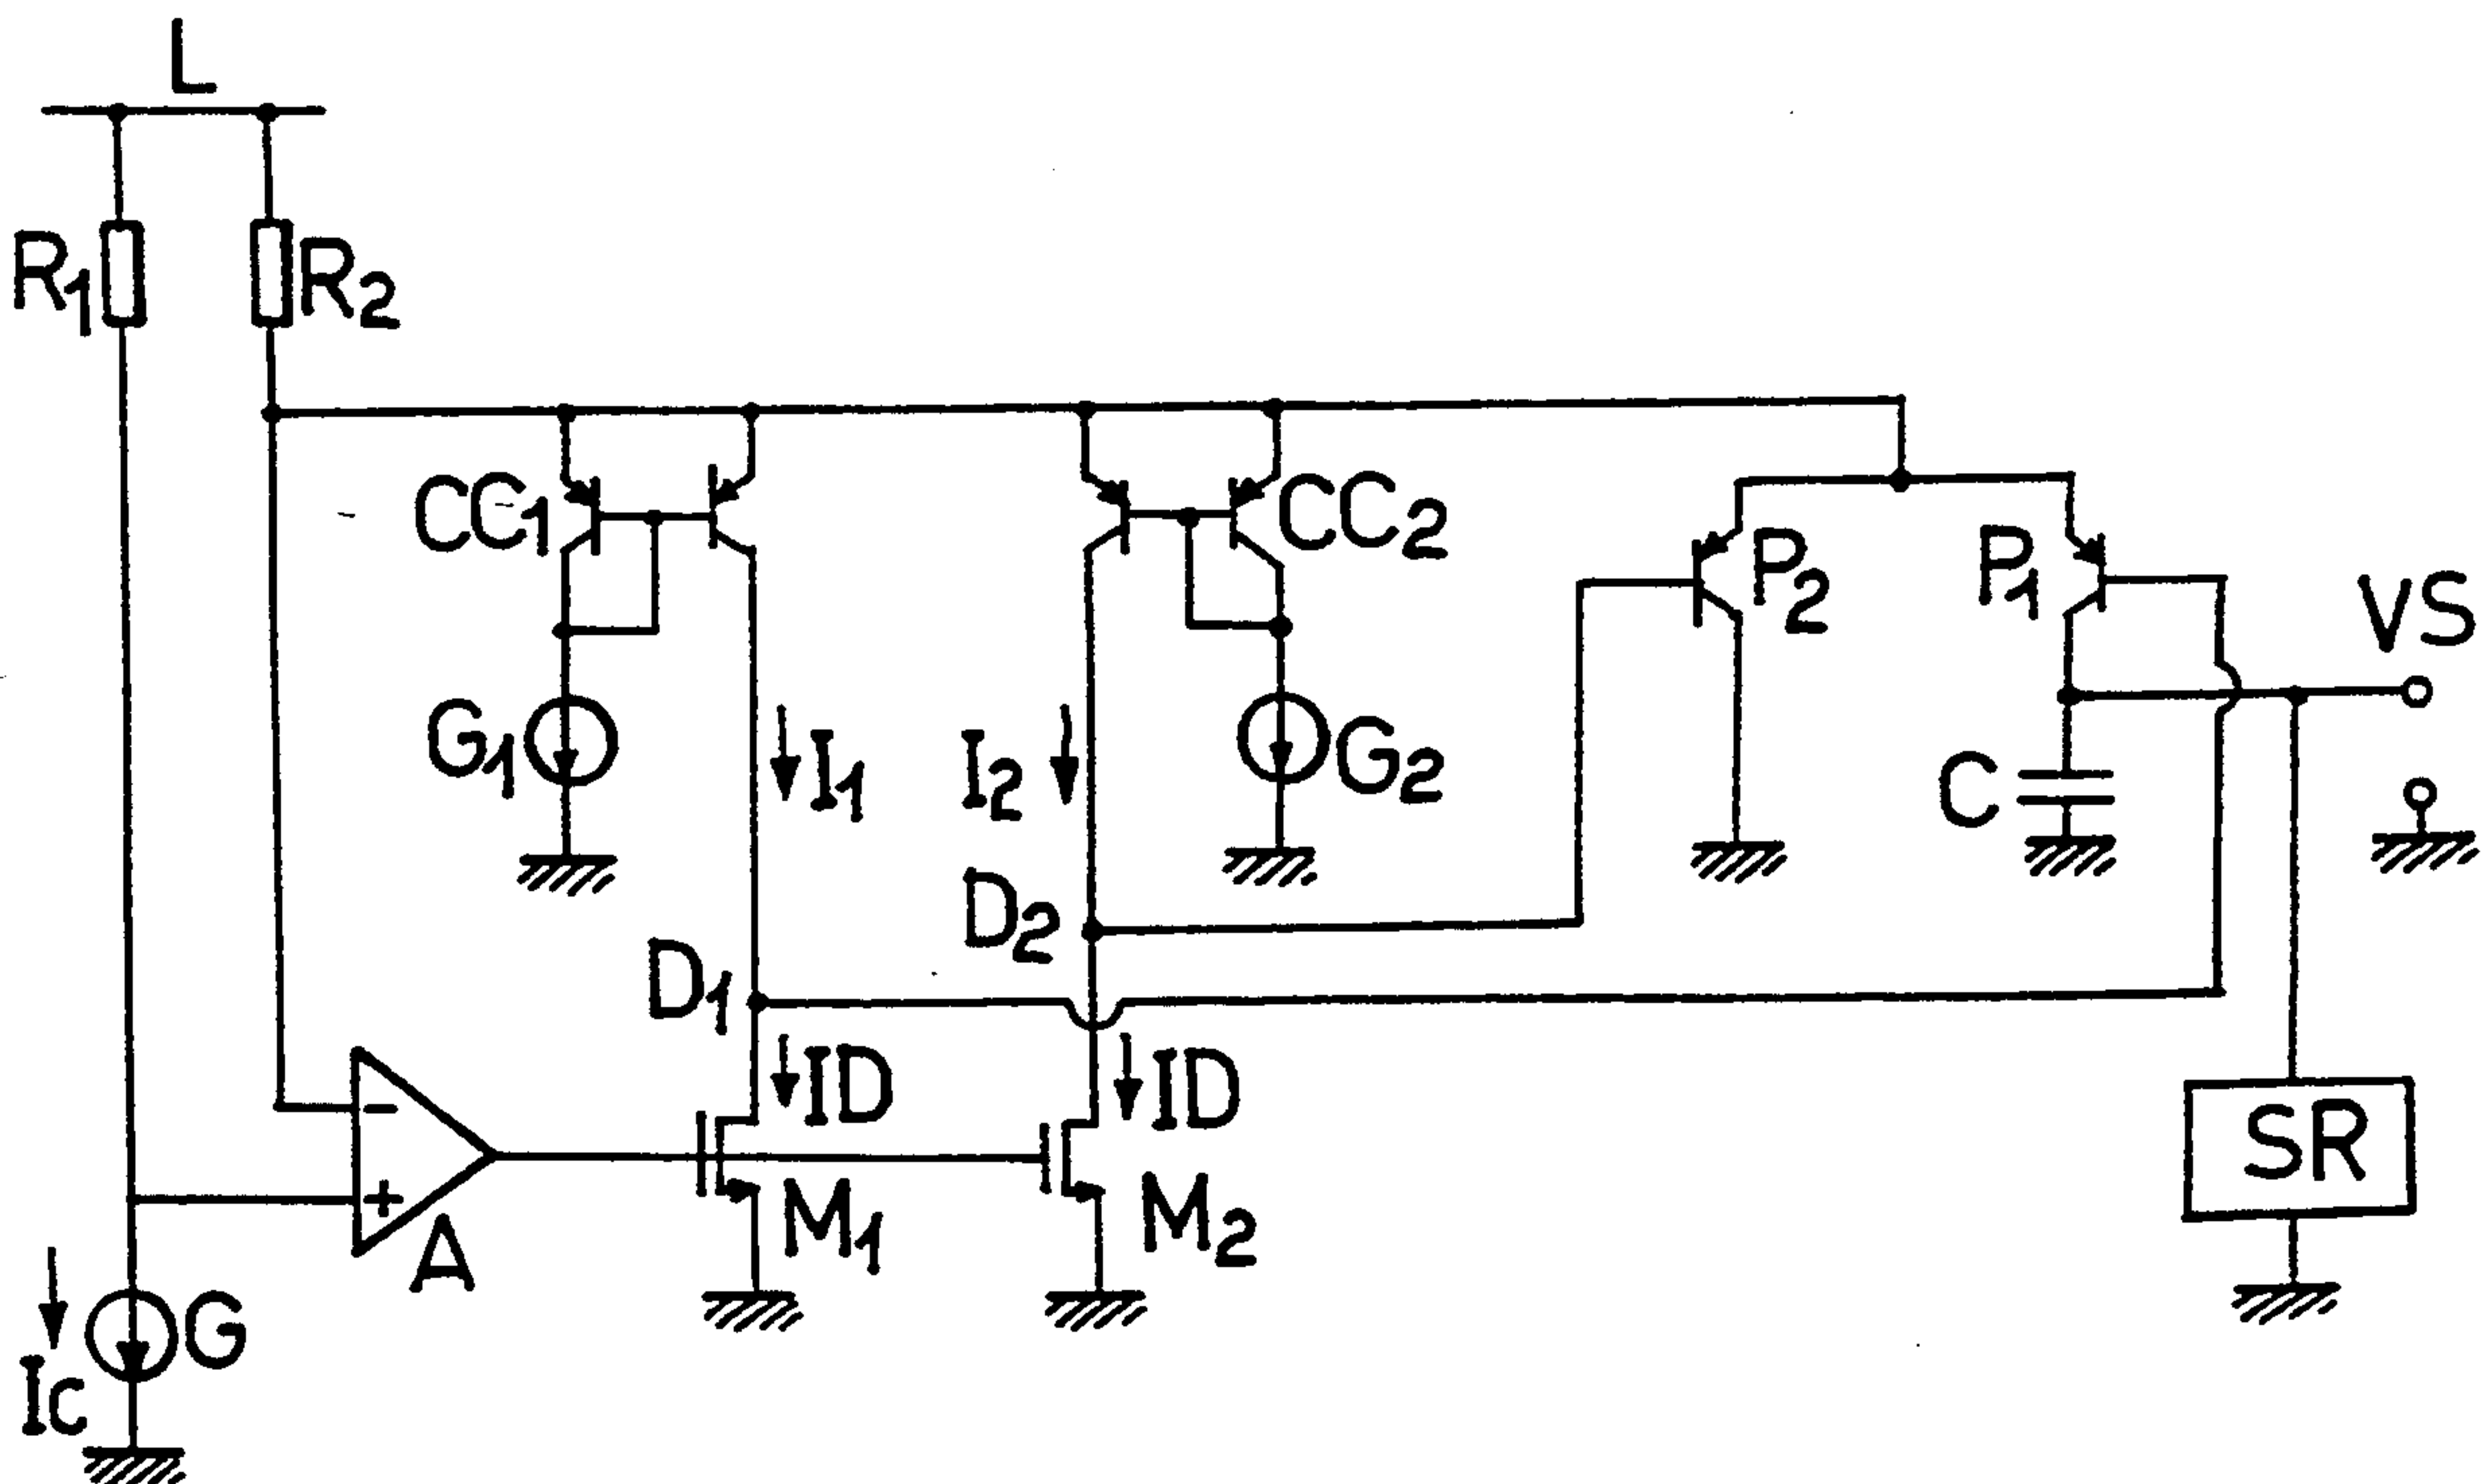 L
R1
R2
CC1
CC2
P2
P1
VS
G1
I1
I2
G2
C
D2
D1
ID
ID
-
+
A
M1
M2
SR
G
Ic